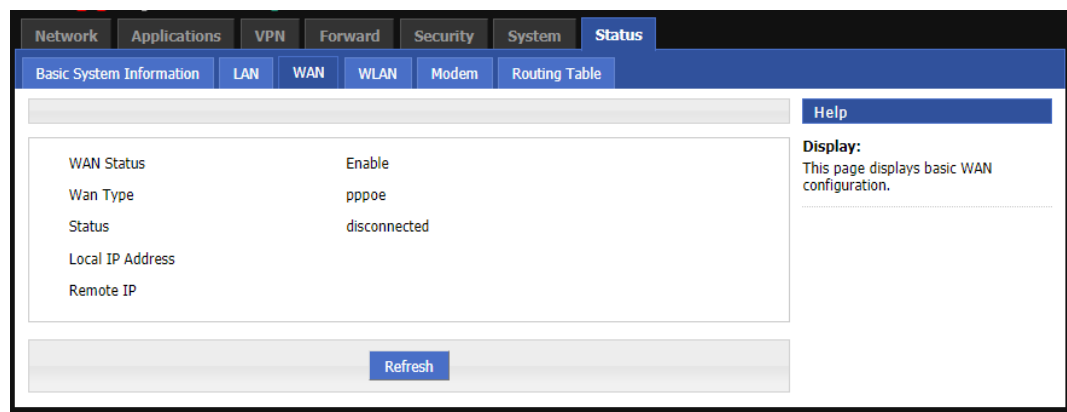 Network Applications VPN Forward Security System Status
Basic System Information LAN WAN WLAN Modem Routing Table
Help
Display:
This page displays basic WAN
configuration.
WAN Status Enable
Wan Type pppoe
Status disconnected
Local IP Address
Remote IP
Refresh